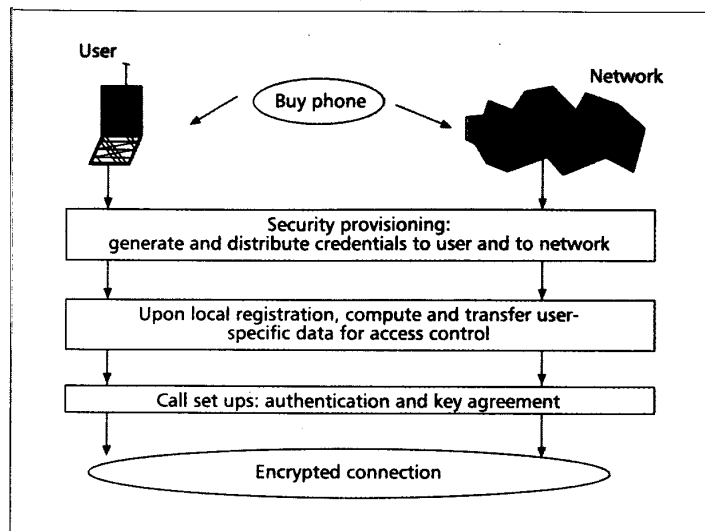 User
Network
Buy phone
Security provisioning:
generate and distribute credentials to user and to network
Upon local registration, compute and transfer user-
specific data for access control
Call set ups: authentication and key agreement
Encrypted connection